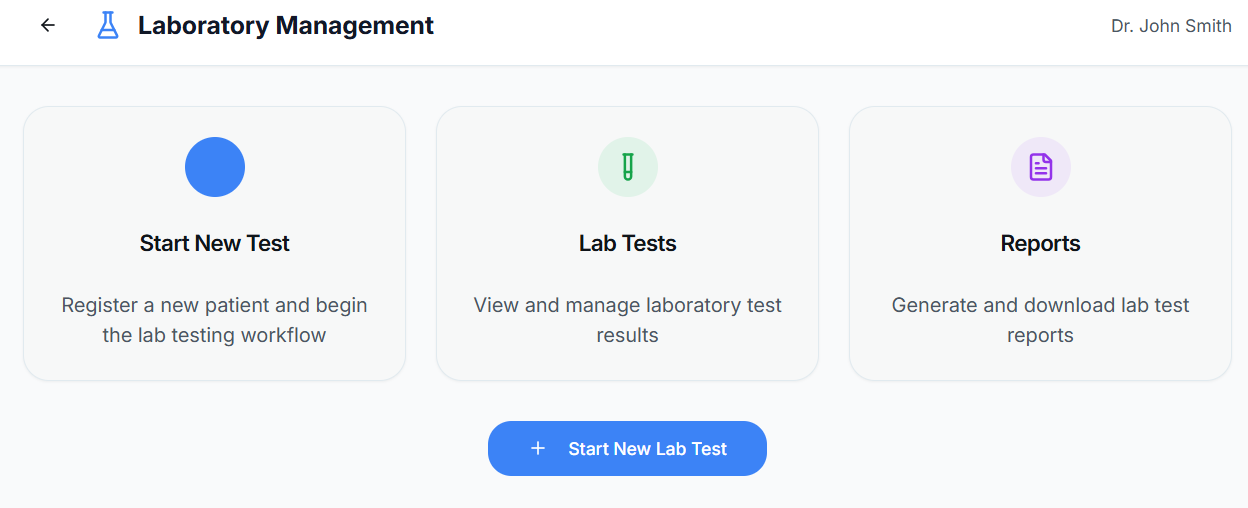 Laboratory Management
Dr. John Smith
Start New Test
Register a new patient and begin
the lab testing workflow
Lab Tests
View and manage laboratory test
results
Reports
Generate and download lab test
reports
+ Start New Lab Test